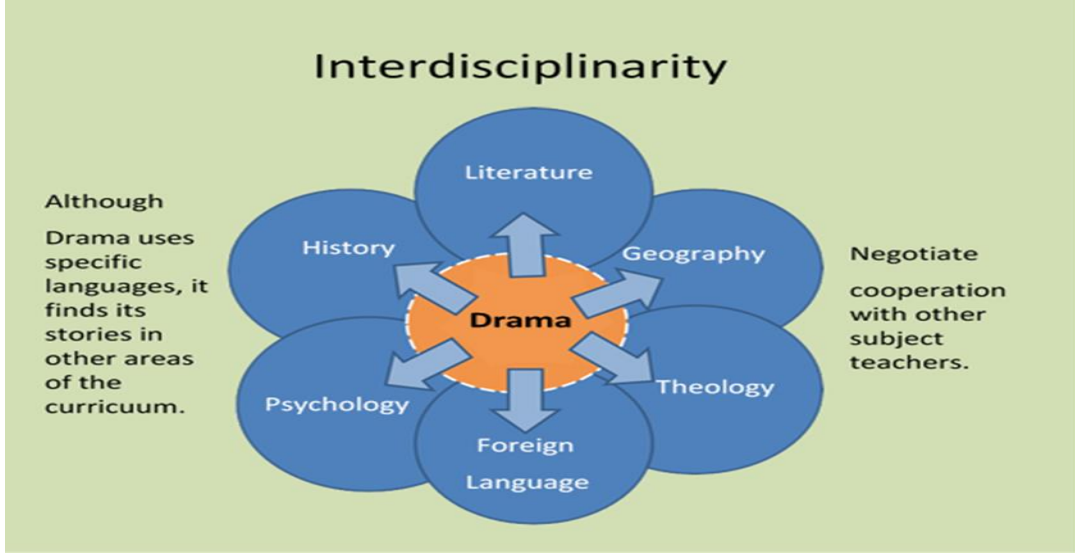 Interdisciplinarity
Although
Drama uses
specific
languages, it
finds its
stories in
other areas
of the
curricuum.
Literature
History
Geography
Drama
Psychology
Theology
Foreign
Language
Negotiate
cooperation
with other
subject
teachers.